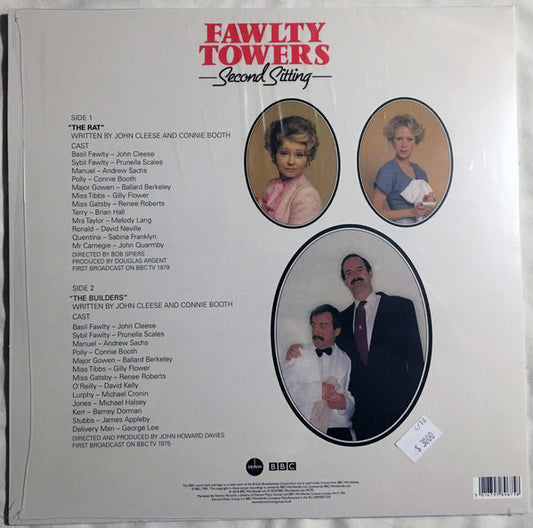 FAWLTY
TOWERS
Second Sitting
SIDE 1
"THE RAT"
WRITTEN BY JOHN CLEESE AND CONNIE BOOTH
CAST
Basil Fawlty – John Cleese
Sybil Fawlty – Prunella Scales
Manuel – Andrew Sachs
Polly – Connie Booth
Major Gowen – Ballard Berkeley
Miss Tibbs – Gilly Flower
Miss Gatsby – Renee Roberts
Terry – Brian Hall
Mrs Taylor – Melody Lang
Ronald – David Neville
Quentina – Sabina Franklyn
Mr Carnegie – John Quarmby
DIRECTED BY BOB SPIERS
PRODUCED BY DOUGLAS ARGENT
FIRST BROADCAST ON BBC TV 1979
SIDE 2
"THE BUILDERS"
WRITTEN BY JOHN CLEESE AND CONNIE BOOTH
CAST
Basil Fawlty – John Cleese
Sybil Fawlty – Prunella Scales
Manuel – Andrew Sachs
Polly – Connie Booth
Major Gowen – Ballard Berkeley
Miss Tibbs – Gilly Flower
Miss Gatsby – Renee Roberts
O'Reilly – David Kelly
Lurphy – Michael Cronin
Jones – Michael Halsey
Kerr – Barney Dorman
Stubbs – James Appleby
Delivery Man – George Lee
DIRECTED AND PRODUCED BY JOHN HOWARD DAVIES
FIRST BROADCAST ON BBC TV 1975
$ 30.00
DEMON
BBC